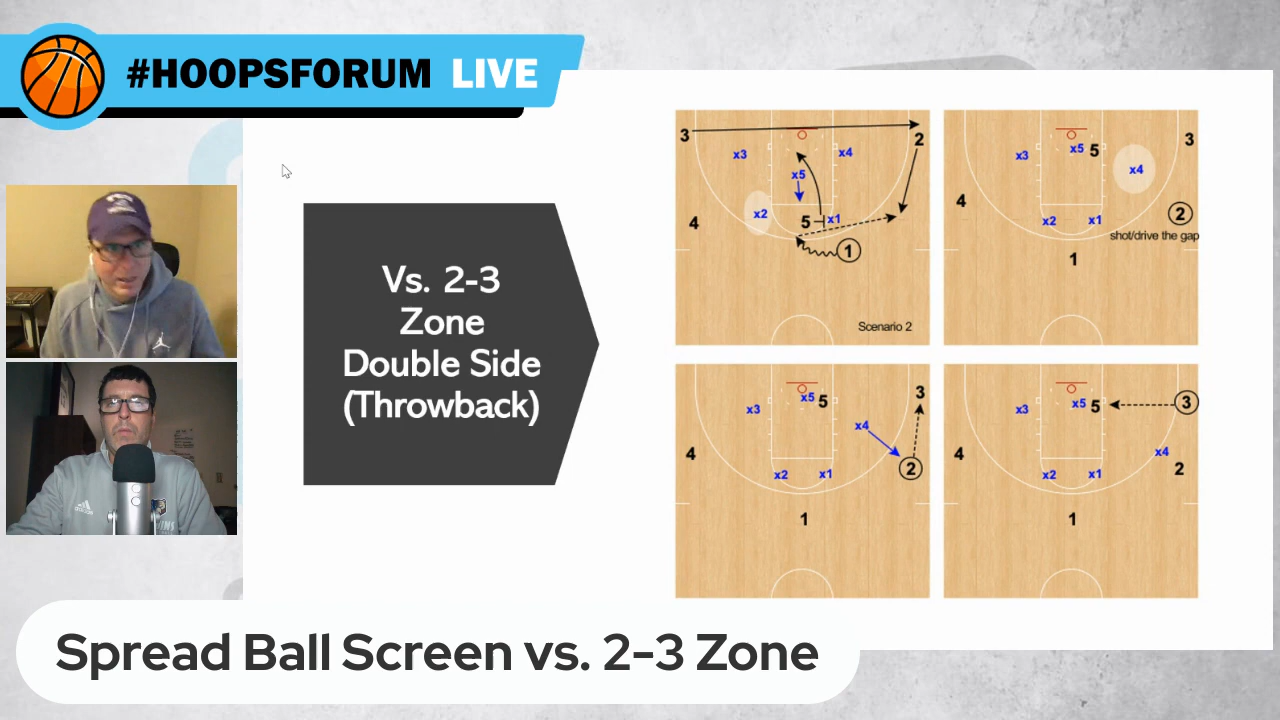 #HOOPSFORUM LIVE
Vs. 2-3
Zone
Double Side
(Throwback)
3
2
x3
x4
x5
4
x2
5
x1
1
Scenario 2
x5
5
3
x3
x4
4
2
x2
x1
shot/drive the gap
1
x5
5
3
x3
x4
4
2
x2
x1
1
x5
5
3
x3
4
x4
2
x2
x1
1
Spread Ball Screen vs. 2-3 Zone